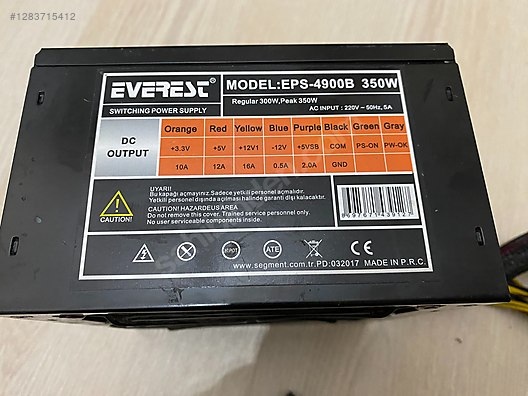 #1283715412
EVEREST®
SWITCHING POWER SUPPLY
MODEL:EPS-4900B 350W
Regular 300W,Peak 350W
AC INPUT : 220V ~ 50Hz, 5A
DC OUTPUT
Orange Red Yellow Blue Purple Black Green Gray
+3.3V +5V +12V1 -12V +5VSB COM PS-ON PW-OK
10A 12A 16A 0.5A 2.0A GND
UYARI!
Bu kapağı açmayınız.Sadece yetkili personel açmalıdır.
Yetkili personel dışında açılması halinde garanti dışı kalacaktır.
CAUTION! HAZARDEUS AREA
Do not remove this cover. Trained service personnel only.
No user serviceable components inside.
CAUTION!
8697671439127
ATE
CE
www.segment.com.tr.PD:032017 MADE IN P.R.C.